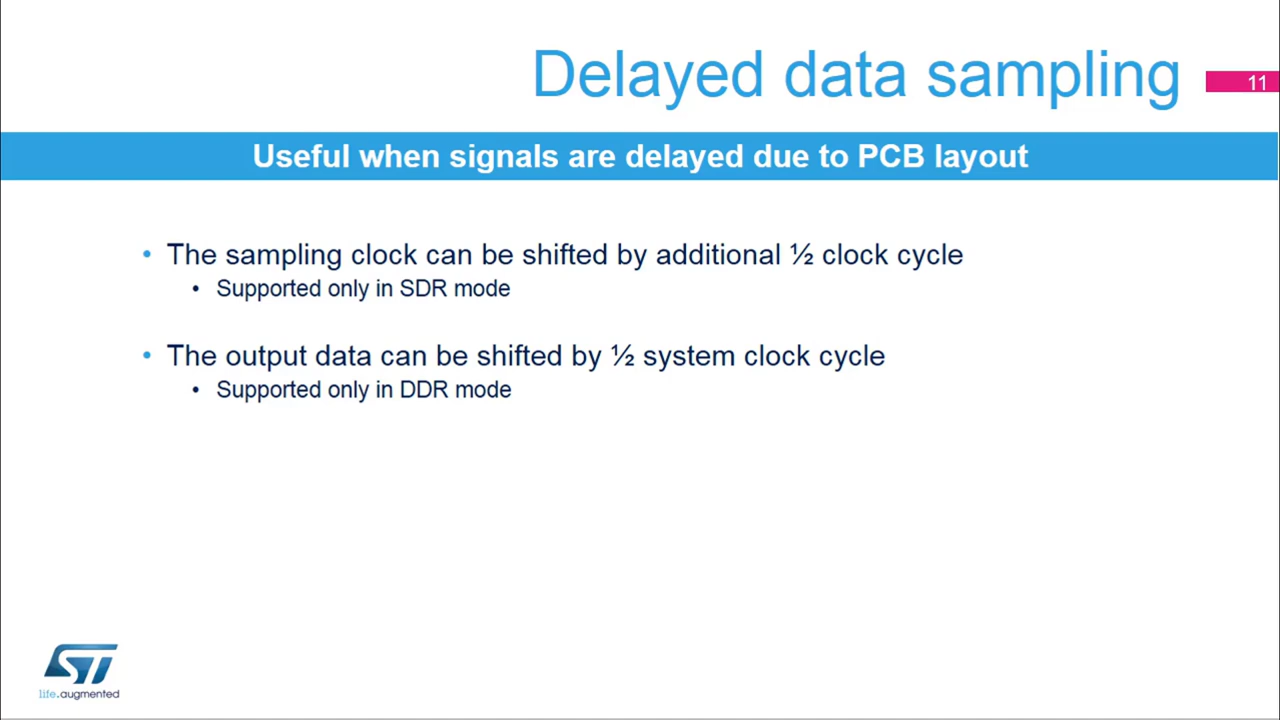 Delayed data sampling
11
Useful when signals are delayed due to PCB layout
• The sampling clock can be shifted by additional ½ clock cycle
• Supported only in SDR mode
• The output data can be shifted by ½ system clock cycle
• Supported only in DDR mode
ST
life.augmented